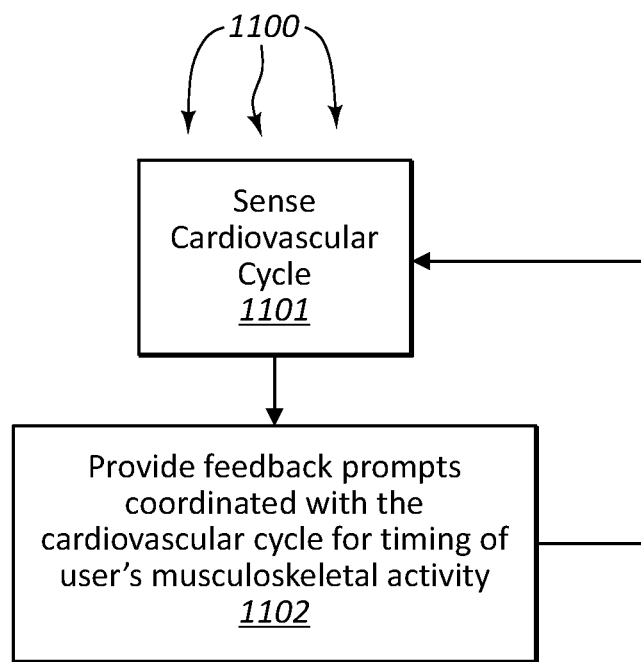 1100
Sense
Cardiovascular
Cycle
1101
Provide feedback prompts
coordinated with the
cardiovascular cycle for timing of
user’s musculoskeletal activity
1102